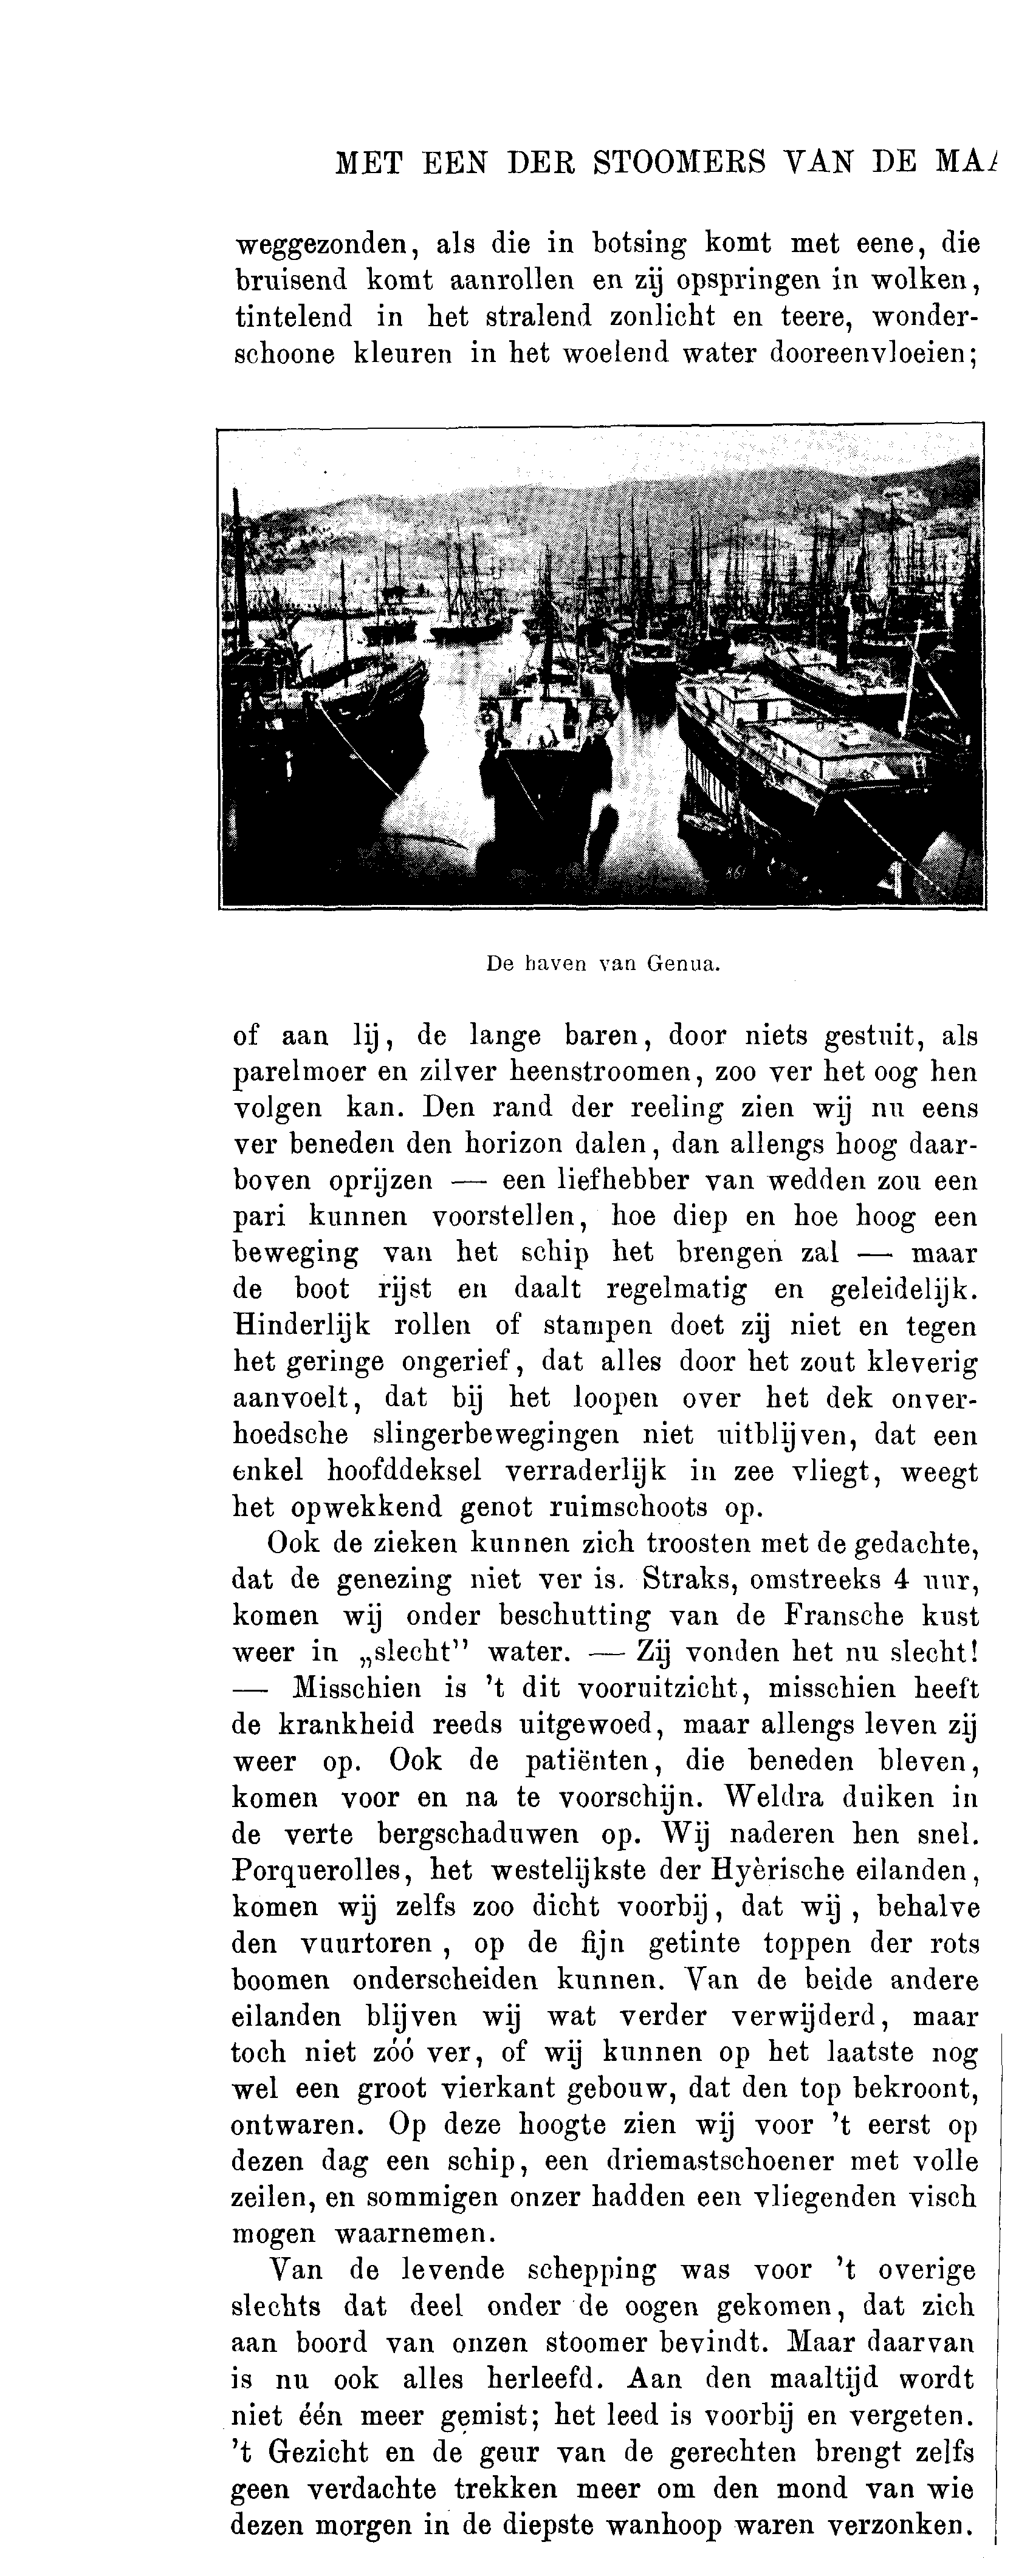 MET EEN DER STOOMERS VAN DE MAA
weggezonden, als die in botsing komt met eene, die
bruisend komt aanrollen en zij opspringen in wolken,
tintelend in het stralend zonlicht en teere, wonder-
schoone kleuren in het woelend water dooreenvloeien;
De haven van Genua.
of aan lij, de lange baren, door niets gestuit, als
parelmoer en zilver heenstroomen, zoo ver het oog hen
volgen kan. Den rand der reeling zien wij nu eens
ver beneden den horizon dalen, dan allengs hoog daar-
boven oprijzen — een liefhebber van wedden zou een
pari kunnen voorstellen, hoe diep en hoe hoog een
beweging van het schip het brengen zal — maar
de boot rijst en daalt regelmatig en geleidelijk.
Hinderlijk rollen of stampen doet zij niet en tegen
het geringe ongerief, dat alles door het zout kleverig
aanvoelt, dat bij het loopen over het dek onver-
hoedsche slingerbewegingen niet uitblijven, dat een
enkel hoofddeksel verraderlijk in zee vliegt, weegt
het opwekkend genot ruimschoots op.
Ook de zieken kunnen zich troosten met de gedachte,
dat de genezing niet ver is. Straks, omstreeks 4 uur,
komen wij onder beschutting van de Fransche kust
weer in „slecht” water. — Zij vonden het nu slecht!
— Misschien is 't dit vooruitzicht, misschien heeft
de krankheid reeds uitgewoed, maar allengs leven zij
weer op. Ook de patiënten, die beneden bleven,
komen voor en na te voorschijn. Weldra duiken in
de verte bergschaduwen op. Wij naderen hen snel.
Porquerolles, het westelijkste der Hyèrische eilanden,
komen wij zelfs zoo dicht voorbij, dat wij, behalve
den vuurtoren, op de fijn getinte toppen der rots
boomen onderscheiden kunnen. Van de beide andere
eilanden blijven wij wat verder verwijderd, maar
toch niet zóó ver, of wij kunnen op het laatste nog
wel een groot vierkant gebouw, dat den top bekroont,
ontwaren. Op deze hoogte zien wij voor 't eerst op
dezen dag een schip, een driemastschoener met volle
zeilen, en sommigen onzer hadden een vliegenden visch
mogen waarnemen.
Van de levende schepping was voor 't overige
slechts dat deel onder de oogen gekomen, dat zich
aan boord van onzen stoomer bevindt. Maar daarvan
is nu ook alles herleefd. Aan den maaltijd wordt
niet één meer gemist; het leed is voorbij en vergeten.
't Gezicht en de geur van de gerechten brengt zelfs
geen verdachte trekken meer om den mond van wie
dezen morgen in de diepste wanhoop waren verzonken.